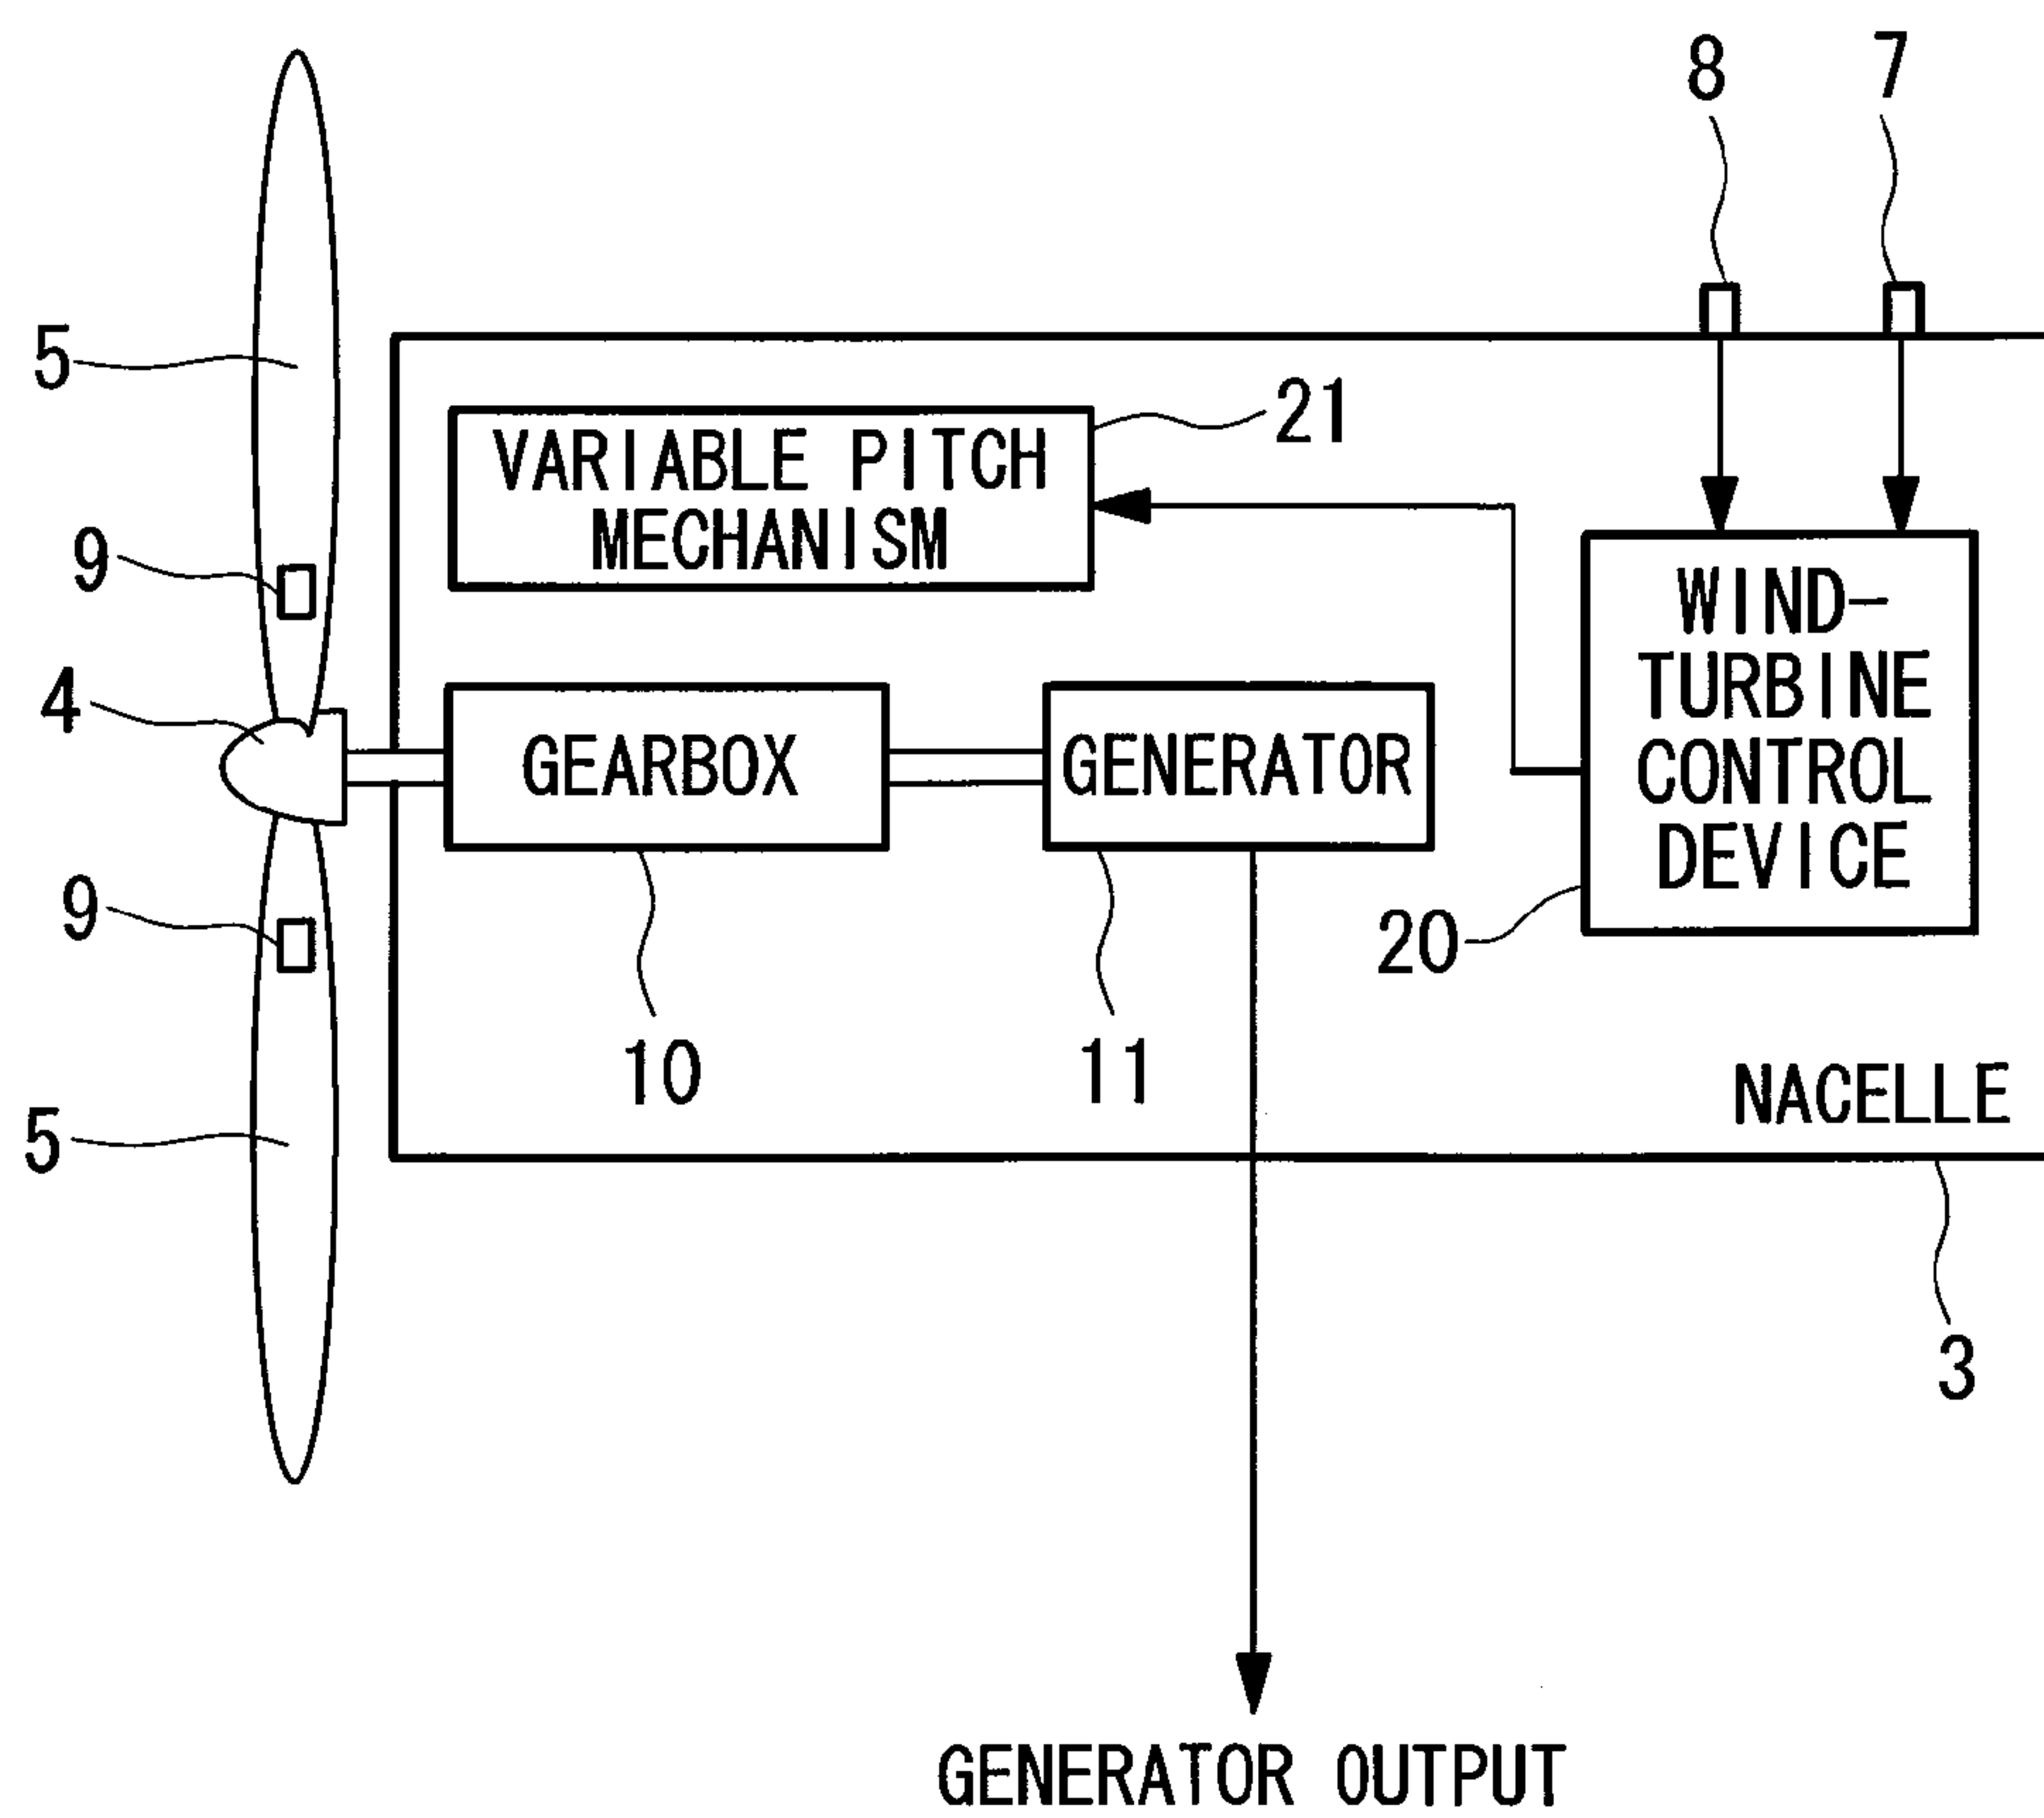 8
7
5
21
VARIABLE PITCH
MECHANISM
9
WIND-
TURBINE
CONTROL
DEVICE
4
GEARBOX
GENERATOR
9
20
10
11
NACELLE
5
3
GENERATOR OUTPUT